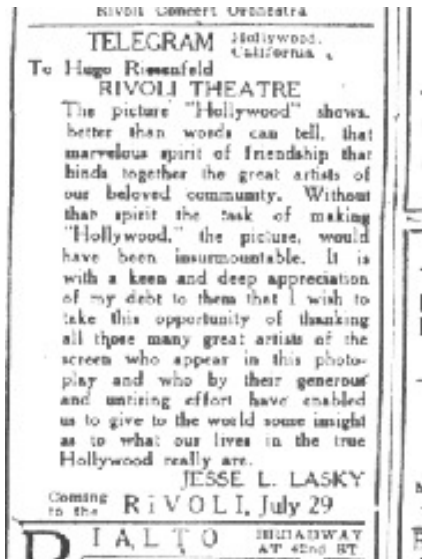 Rivoli Concert Orchestra
TELEGRAM Hollywood, California,
To Hugo Riesenfeld
RIVOLI THEATRE
The picture "Hollywood" shows,
better than words can tell, that
marvelous spirit of friendship that
binds together the great artists of
our beloved community. Without
that spirit the task of making
"Hollywood," the picture, would
have been insurmountable. It is
with a keen and deep appreciation
of my debt to them that I wish to
take this opportunity of thanking
all those many great artists of the
screen who appear in this photo-
play and who by their generous
and untiring effort have enabled
us to give to the world some insight
as to what our lives in the true
Hollywood really are.
JESSE L. LASKY
Coming to the RiVOLI, July 29
RIALTO BROADWAY AT 42nd ST.